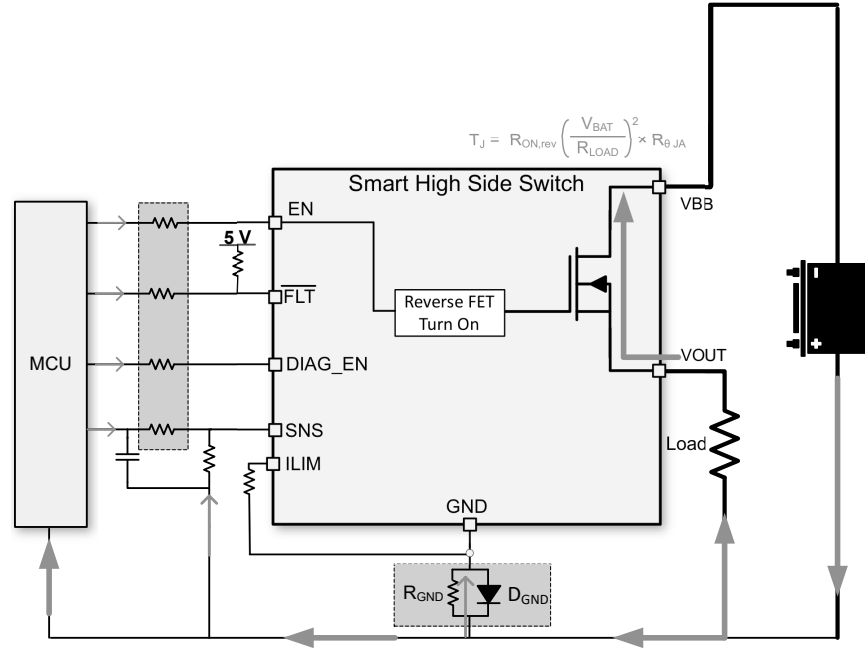 T_J = R_ON,rev (V_BAT / R_LOAD)^2 × R_θJA
Smart High Side Switch
VBB
EN
5 V
FLT
Reverse FET
Turn On
MCU
DIAG_EN
VOUT
SNS
Load
ILIM
GND
R_GND
D_GND
-
+